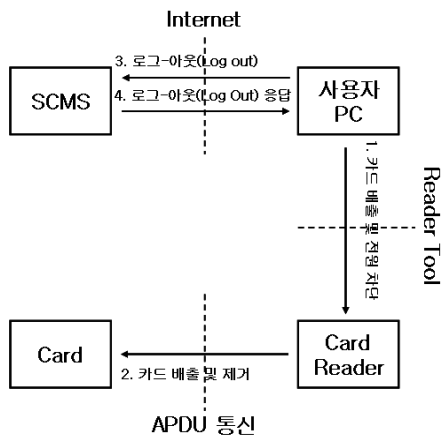 Internet
3. 로그-아웃(Log out)
SCMS
4. 로그-아웃(Log Out) 응답
사용자
PC
1. 카드 배출 및 전원 차단
Reader Tool
Card
2. 카드 배출 및 제거
Card
Reader
APDU 통신